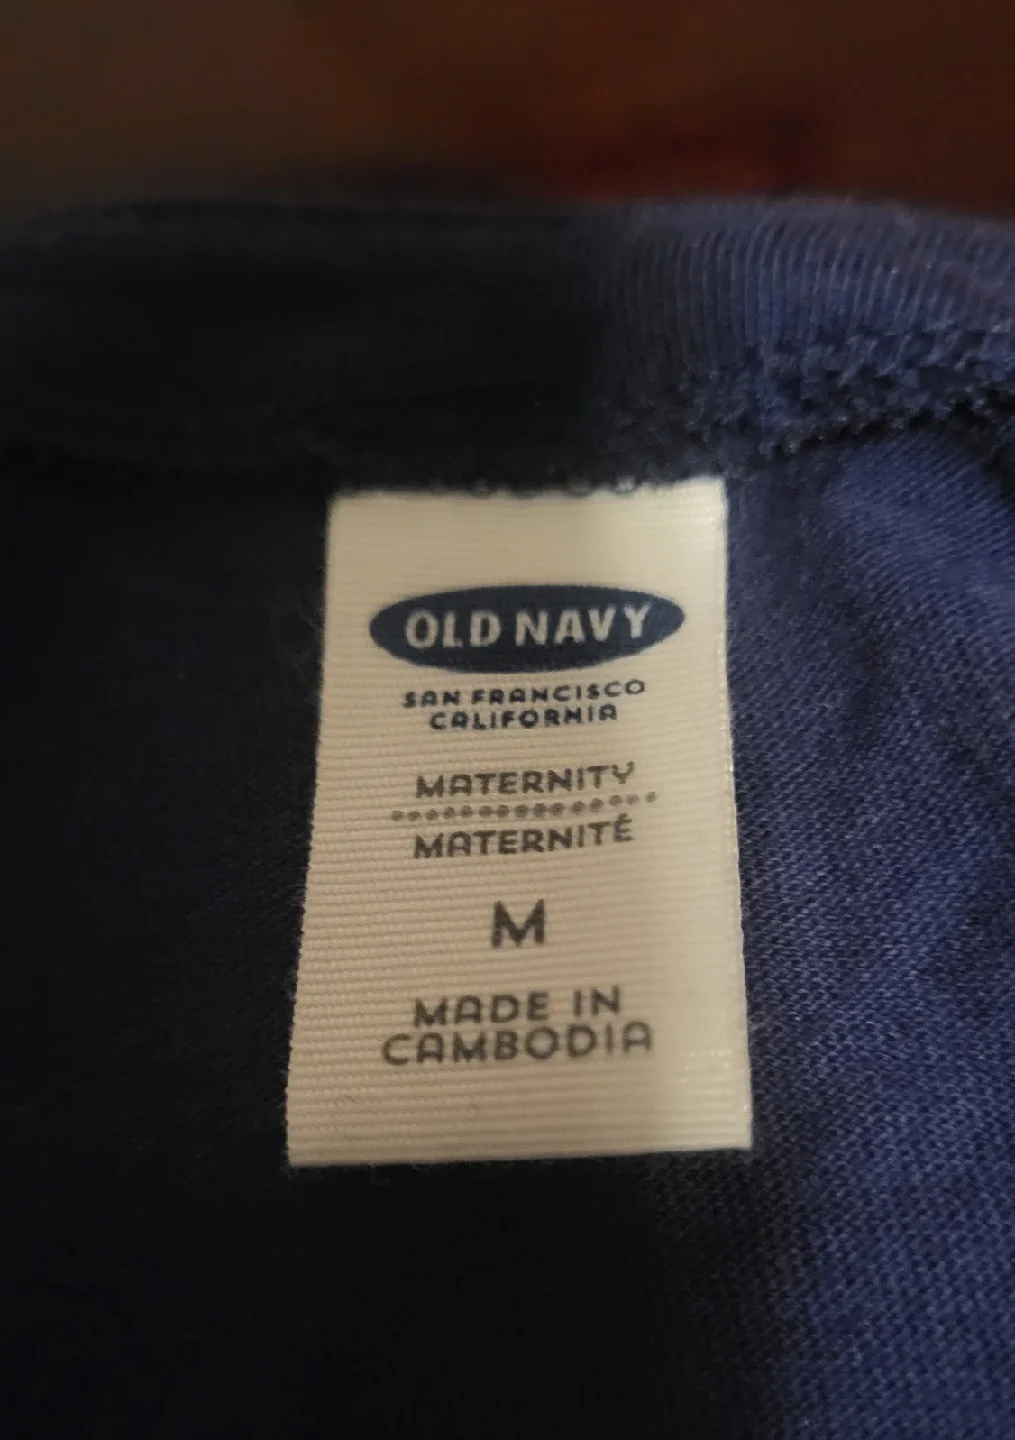 OLD NAVY
SAN FRANCISCO
CALIFORNIA
MATERNITY
MATERNITÉ
M
MADE IN
CAMBODIA